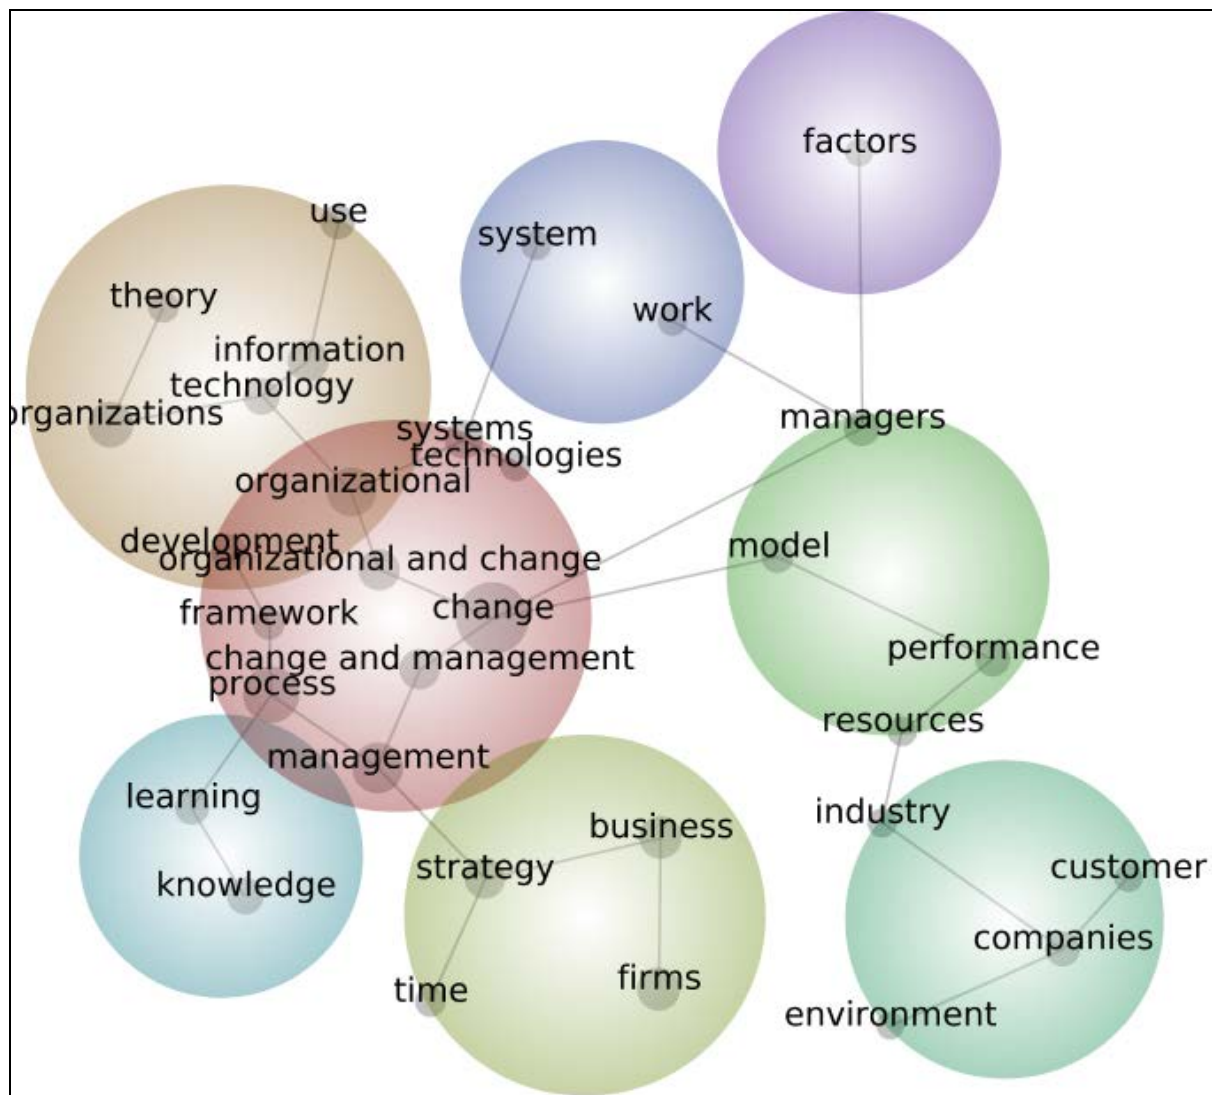 factors
use
system
theory
work
information
technology
organizations
managers
systems
technologies
organizational
development
model
organizational and change
change
framework
change and management
performance
process
resources
management
learning
industry
business
strategy
customer
knowledge
companies
firms
time
environment